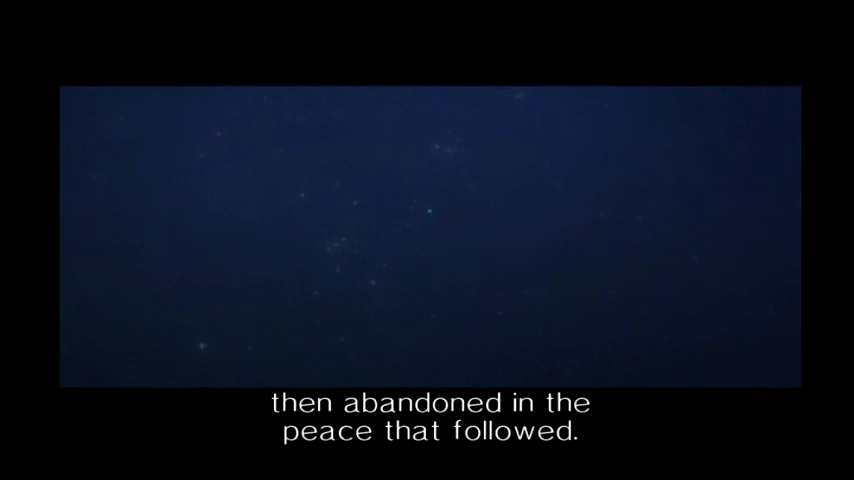 then abandoned in the
peace that followed.